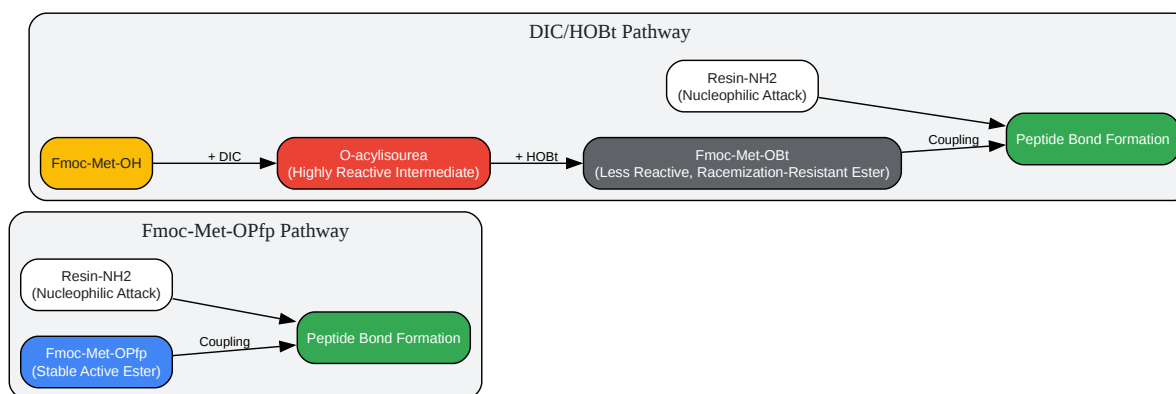 DIC/HOBt Pathway
Resin-NH2
(Nucleophilic Attack)
Fmoc-Met-OH
+ DIC
O-acylisourea
(Highly Reactive Intermediate)
+ HOBt
Fmoc-Met-OBt
(Less Reactive, Racemization-Resistant Ester)
Coupling
Peptide Bond Formation
Fmoc-Met-OPfp Pathway
Resin-NH2
(Nucleophilic Attack)
Fmoc-Met-OPfp
(Stable Active Ester)
Coupling
Peptide Bond Formation